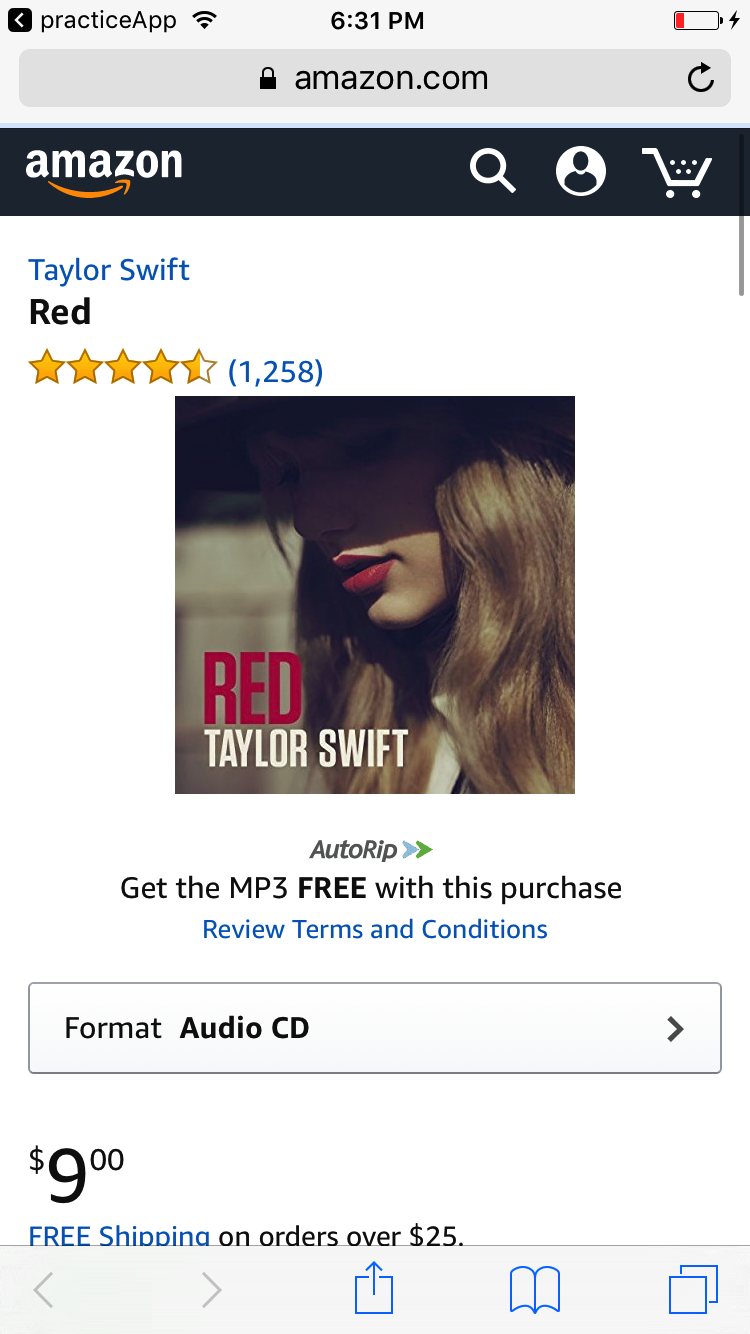 practiceApp 6:31 PM
amazon.com
amazon
Taylor Swift
Red
(1,258)
RED
TAYLOR SWIFT
AutoRip
Get the MP3 FREE with this purchase
Review Terms and Conditions
Format Audio CD
$9.00
FREE Shipping on orders over $25.